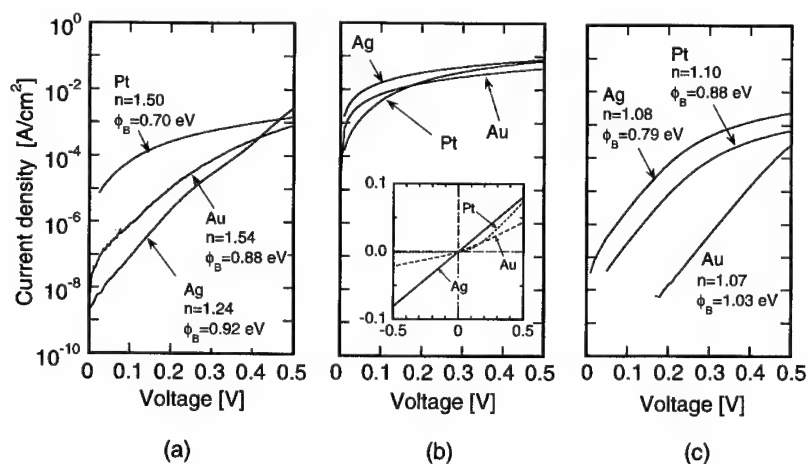 Current density [A/cm²]
10⁰
10⁻²
10⁻⁴
10⁻⁶
10⁻⁸
10⁻¹⁰
Pt
n=1.50
ϕB=0.70 eV
Au
n=1.54
ϕB=0.88 eV
Ag
n=1.24
ϕB=0.92 eV
0 0.1 0.2 0.3 0.4 0.5
Voltage [V]
(a)
Ag
Pt
Au
0.1
0.0
-0.1
Pt
Au
Ag
-0.5 0 0.5
0 0.1 0.2 0.3 0.4 0.5
Voltage [V]
(b)
Pt
n=1.10
ϕB=0.88 eV
Ag
n=1.08
ϕB=0.79 eV
Au
n=1.07
ϕB=1.03 eV
0 0.1 0.2 0.3 0.4 0.5
Voltage [V]
(c)